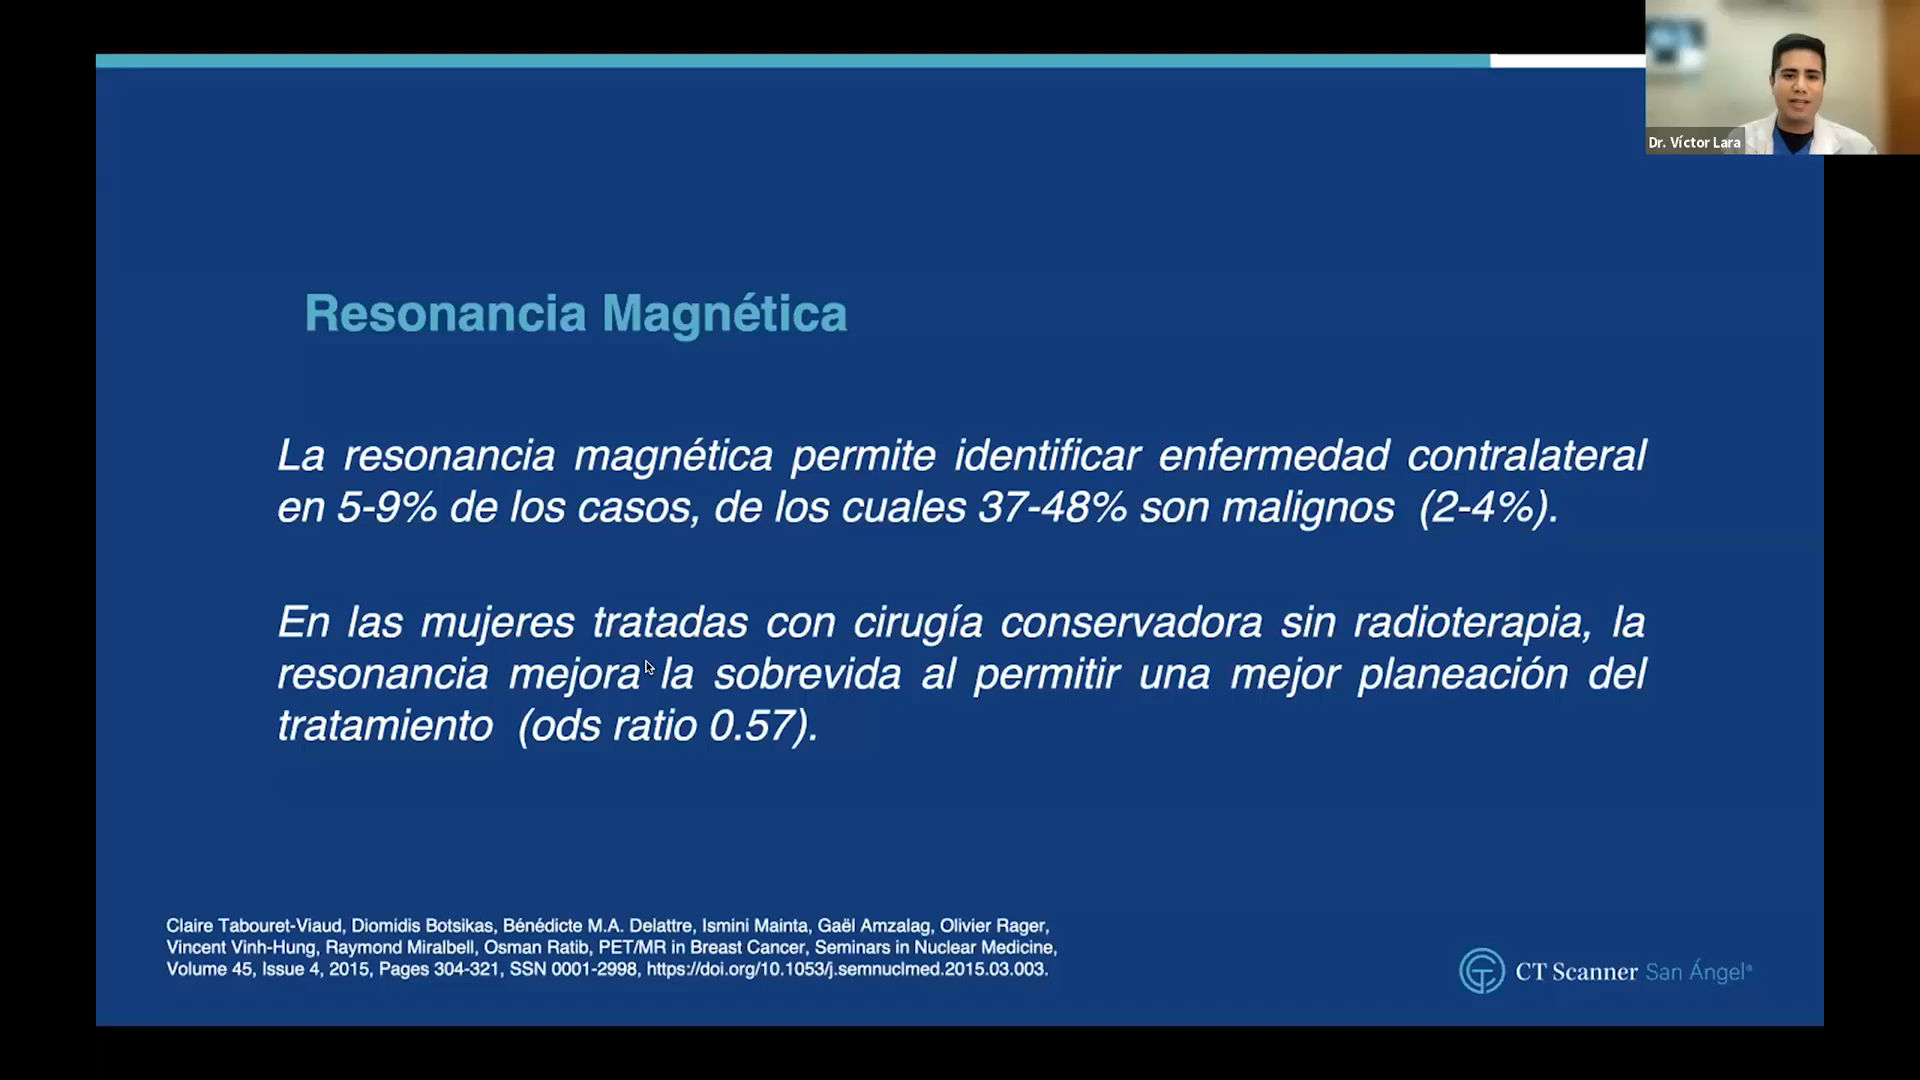 Dr. Víctor Lara
Resonancia Magnética
La resonancia magnética permite identificar enfermedad contralateral
en 5-9% de los casos, de los cuales 37-48% son malignos (2-4%).
En las mujeres tratadas con cirugía conservadora sin radioterapia, la
resonancia mejora la sobrevida al permitir una mejor planeación del
tratamiento (ods ratio 0.57).
Claire Tabouret-Viaud, Diomidis Botsikas, Bénédicte M.A. Delattre, Ismini Mainta, Gaël Amzalag, Olivier Rager,
Vincent Vinh-Hung, Raymond Miralbell, Osman Ratib, PET/MR in Breast Cancer, Seminars in Nuclear Medicine,
Volume 45, Issue 4, 2015, Pages 304-321, SSN 0001-2998, https://doi.org/10.1053/j.semnuclmed.2015.03.003.
CT Scanner San Ángel®